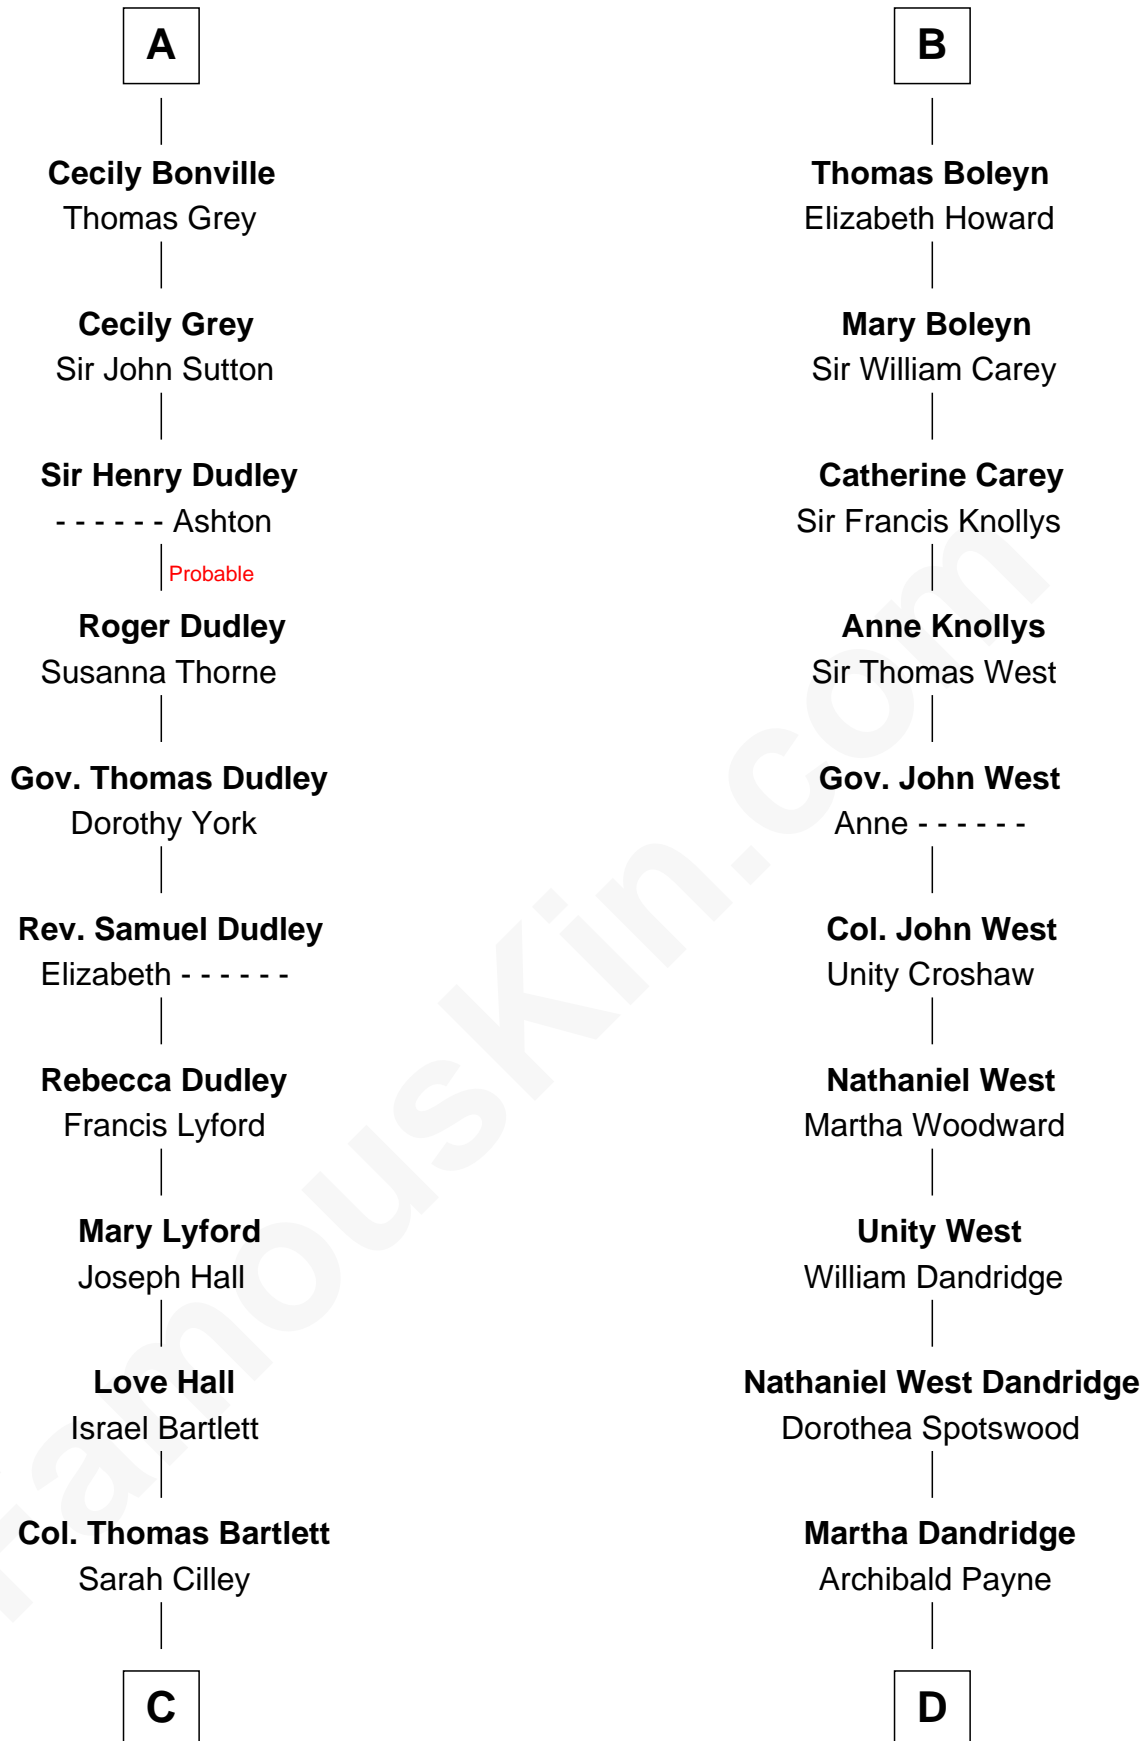 A
Cecily Bonville
Thomas Grey
Cecily Grey
Sir John Sutton
Sir Henry Dudley
- - - - - - Ashton
Probable
Roger Dudley
Susanna Thorne
Gov. Thomas Dudley
Dorothy York
Rev. Samuel Dudley
Elizabeth - - - - - -
Rebecca Dudley
Francis Lyford
Mary Lyford
Joseph Hall
Love Hall
Israel Bartlett
Col. Thomas Bartlett
Sarah Cilley
C
B
Thomas Boleyn
Elizabeth Howard
Mary Boleyn
Sir William Carey
Catherine Carey
Sir Francis Knollys
Anne Knollys
Sir Thomas West
Gov. John West
Anne - - - - - -
Col. John West
Unity Croshaw
Nathaniel West
Martha Woodward
Unity West
William Dandridge
Nathaniel West Dandridge
Dorothea Spotswood
Martha Dandridge
Archibald Payne
D
FamousKin.com